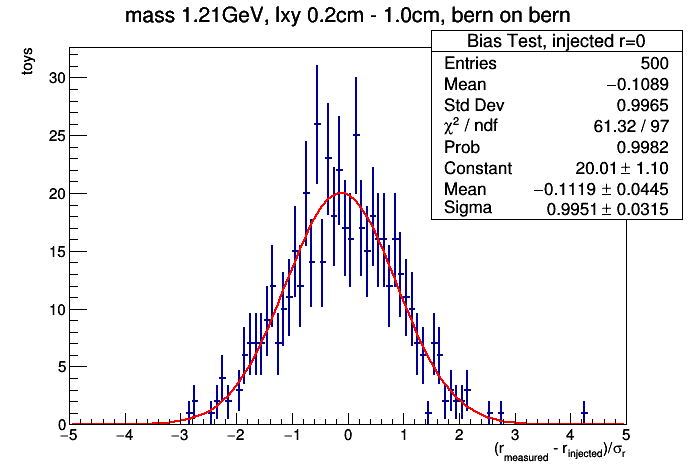 mass 1.21GeV, lxy 0.2cm - 1.0cm, bern on bern
Bias Test, injected r=0
Entries 500
Mean −0.1089
Std Dev 0.9965
χ² / ndf 61.32 / 97
Prob 0.9982
Constant 20.01 ± 1.10
Mean −0.1119 ± 0.0445
Sigma 0.9951 ± 0.0315
toys
30
25
20
15
10
5
0
−5 −4 −3 −2 −1 0 1 2 3 4 5
(r_measured - r_injected)/σ_r